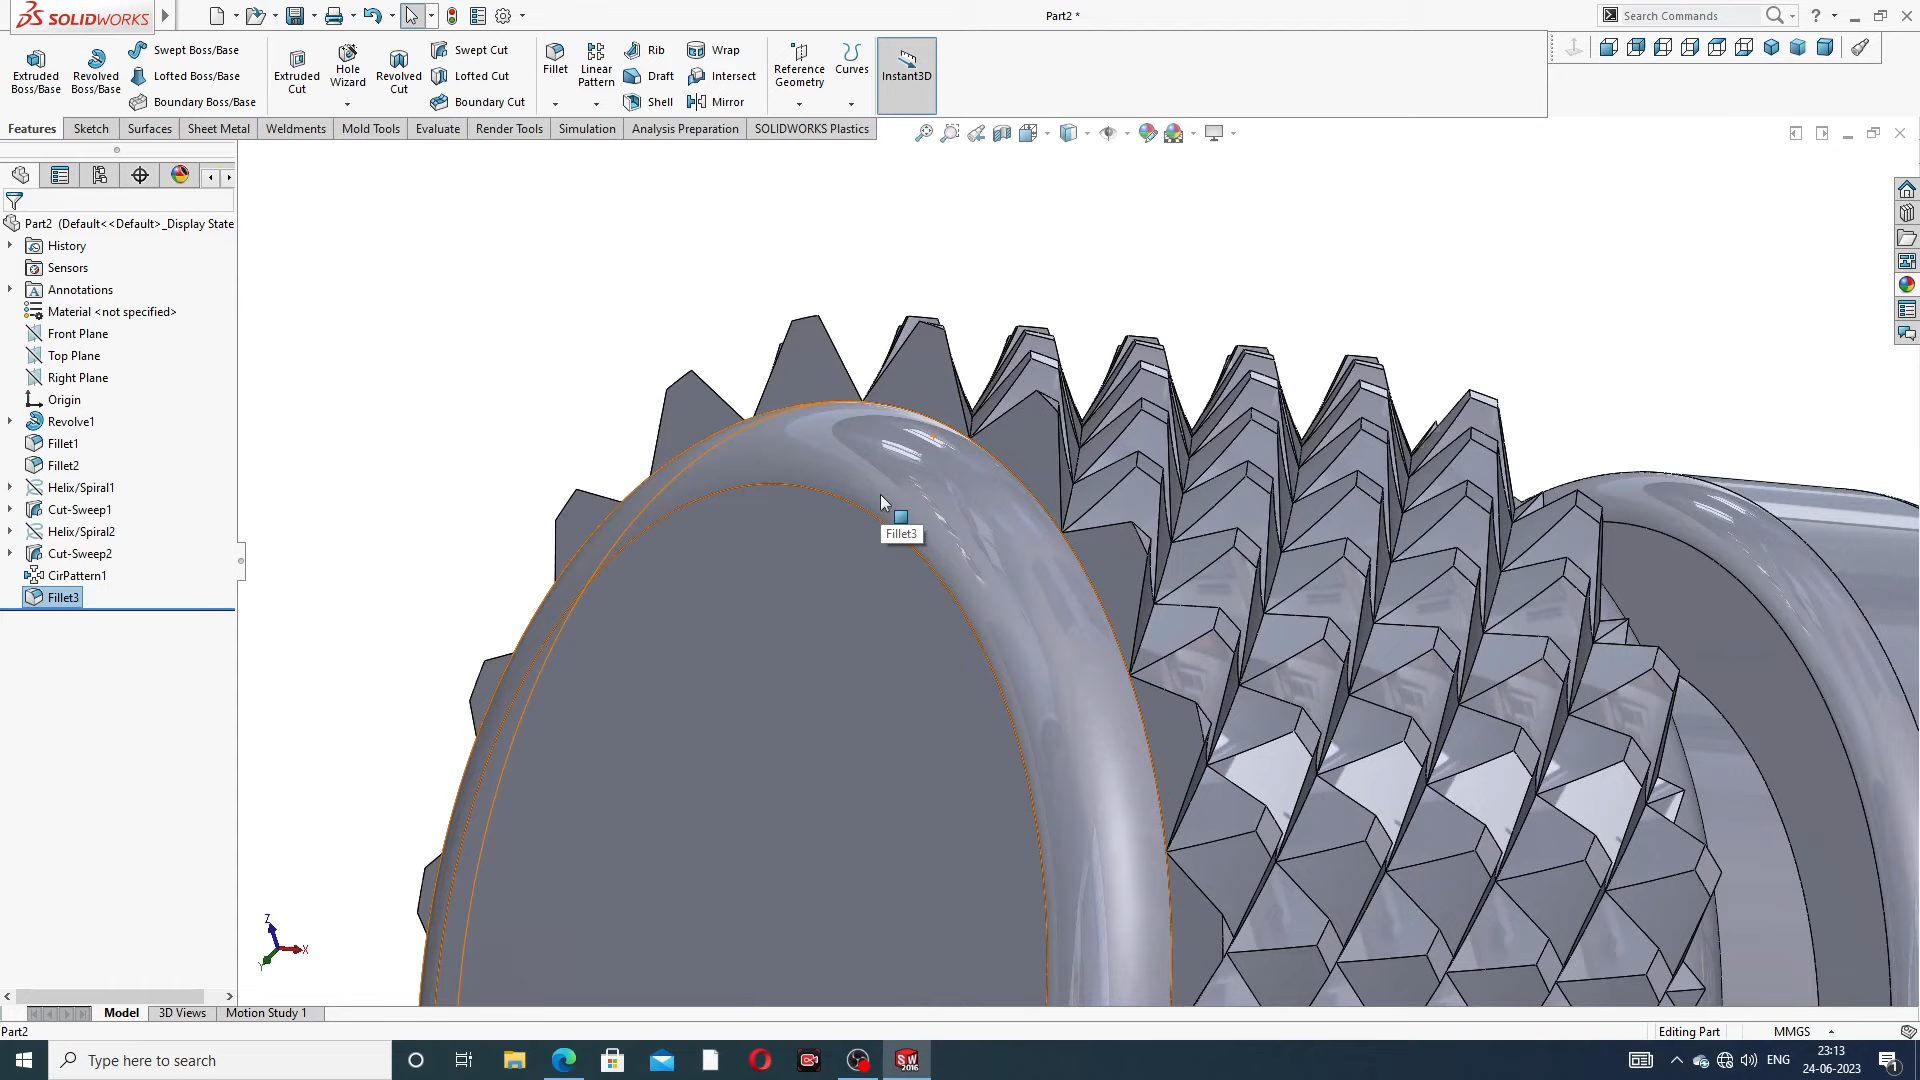 SOLIDWORKS
Part2 *
Search Commands
Extruded Boss/Base
Revolved Boss/Base
Swept Boss/Base
Lofted Boss/Base
Boundary Boss/Base
Extruded Cut
Hole Wizard
Revolved Cut
Swept Cut
Lofted Cut
Boundary Cut
Fillet
Linear Pattern
Rib
Draft
Shell
Wrap
Intersect
Mirror
Reference Geometry
Curves
Instant3D
Features
Sketch
Surfaces
Sheet Metal
Weldments
Mold Tools
Evaluate
Render Tools
Simulation
Analysis Preparation
SOLIDWORKS Plastics
Part2 (Default<<Default>_Display State
History
Sensors
Annotations
Material <not specified>
Front Plane
Top Plane
Right Plane
Origin
Revolve1
Fillet1
Fillet2
Helix/Spiral1
Cut-Sweep1
Helix/Spiral2
Cut-Sweep2
CirPattern1
Fillet3
Fillet3
Z
X
Y
Model
3D Views
Motion Study 1
Part2
Editing Part
MMGS
Type here to search
SW
2016
ENG
23:13
24-06-2023
1